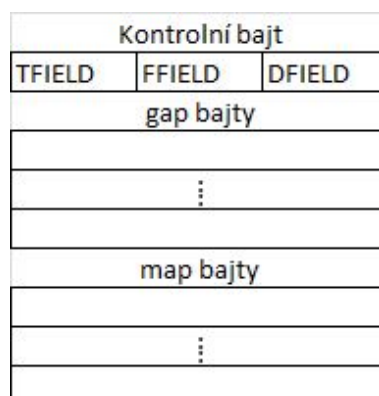 Kontrolní bajt
TFIELD FFIELD DFIELD
gap bajty
map bajty